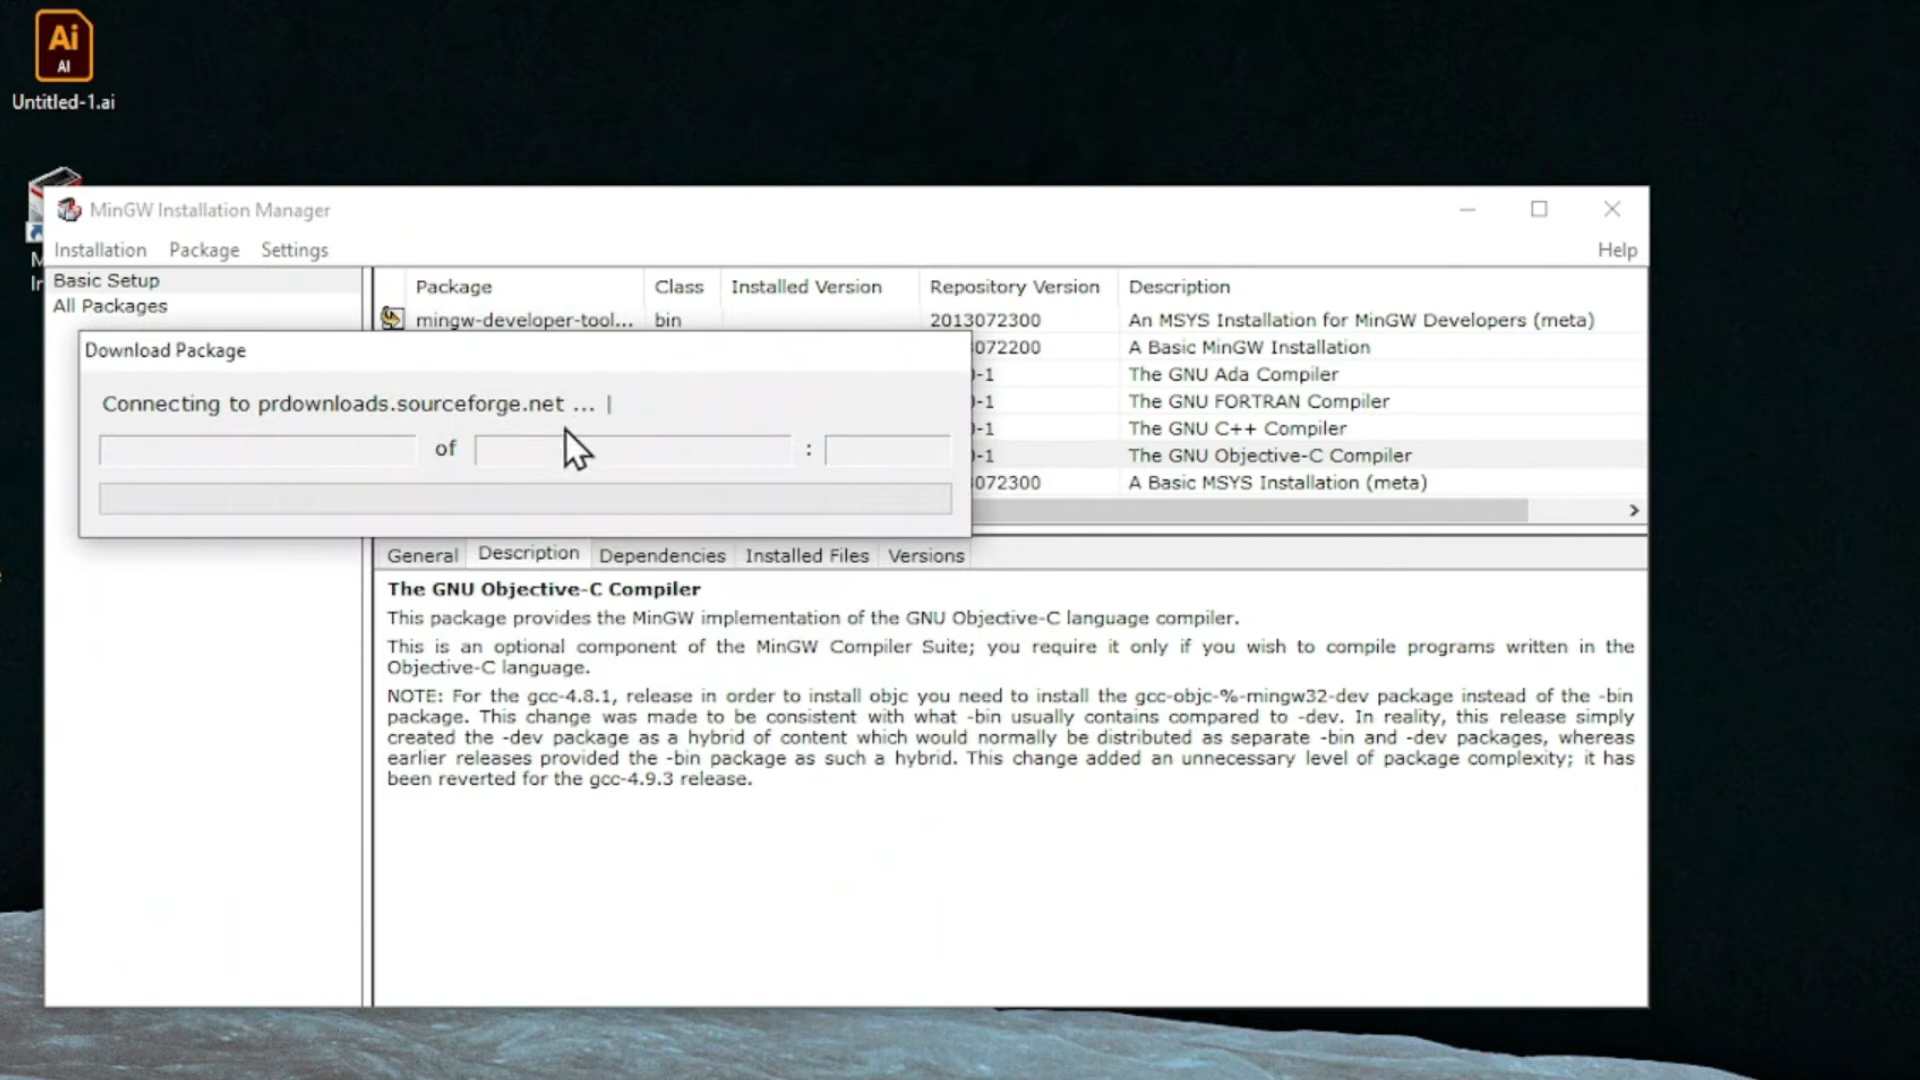 Ai
AI
Untitled-1.ai
MinGW Installation Manager
Installation Package Settings Help
Basic Setup
All Packages
Package Class Installed Version Repository Version Description
mingw-developer-tool... bin 2013072300 An MSYS Installation for MinGW Developers (meta)
072200 A Basic MinGW Installation
-1 The GNU Ada Compiler
-1 The GNU FORTRAN Compiler
-1 The GNU C++ Compiler
-1 The GNU Objective-C Compiler
072300 A Basic MSYS Installation (meta)
Download Package
Connecting to prdownloads.sourceforge.net ... |
of :
General Description Dependencies Installed Files Versions
The GNU Objective-C Compiler
This package provides the MinGW implementation of the GNU Objective-C language compiler.
This is an optional component of the MinGW Compiler Suite; you require it only if you wish to compile programs written in the
Objective-C language.
NOTE: For the gcc-4.8.1, release in order to install objc you need to install the gcc-objc-%-mingw32-dev package instead of the -bin
package. This change was made to be consistent with what -bin usually contains compared to -dev. In reality, this release simply
created the -dev package as a hybrid of content which would normally be distributed as separate -bin and -dev packages, whereas
earlier releases provided the -bin package as such a hybrid. This change added an unnecessary level of package complexity; it has
been reverted for the gcc-4.9.3 release.